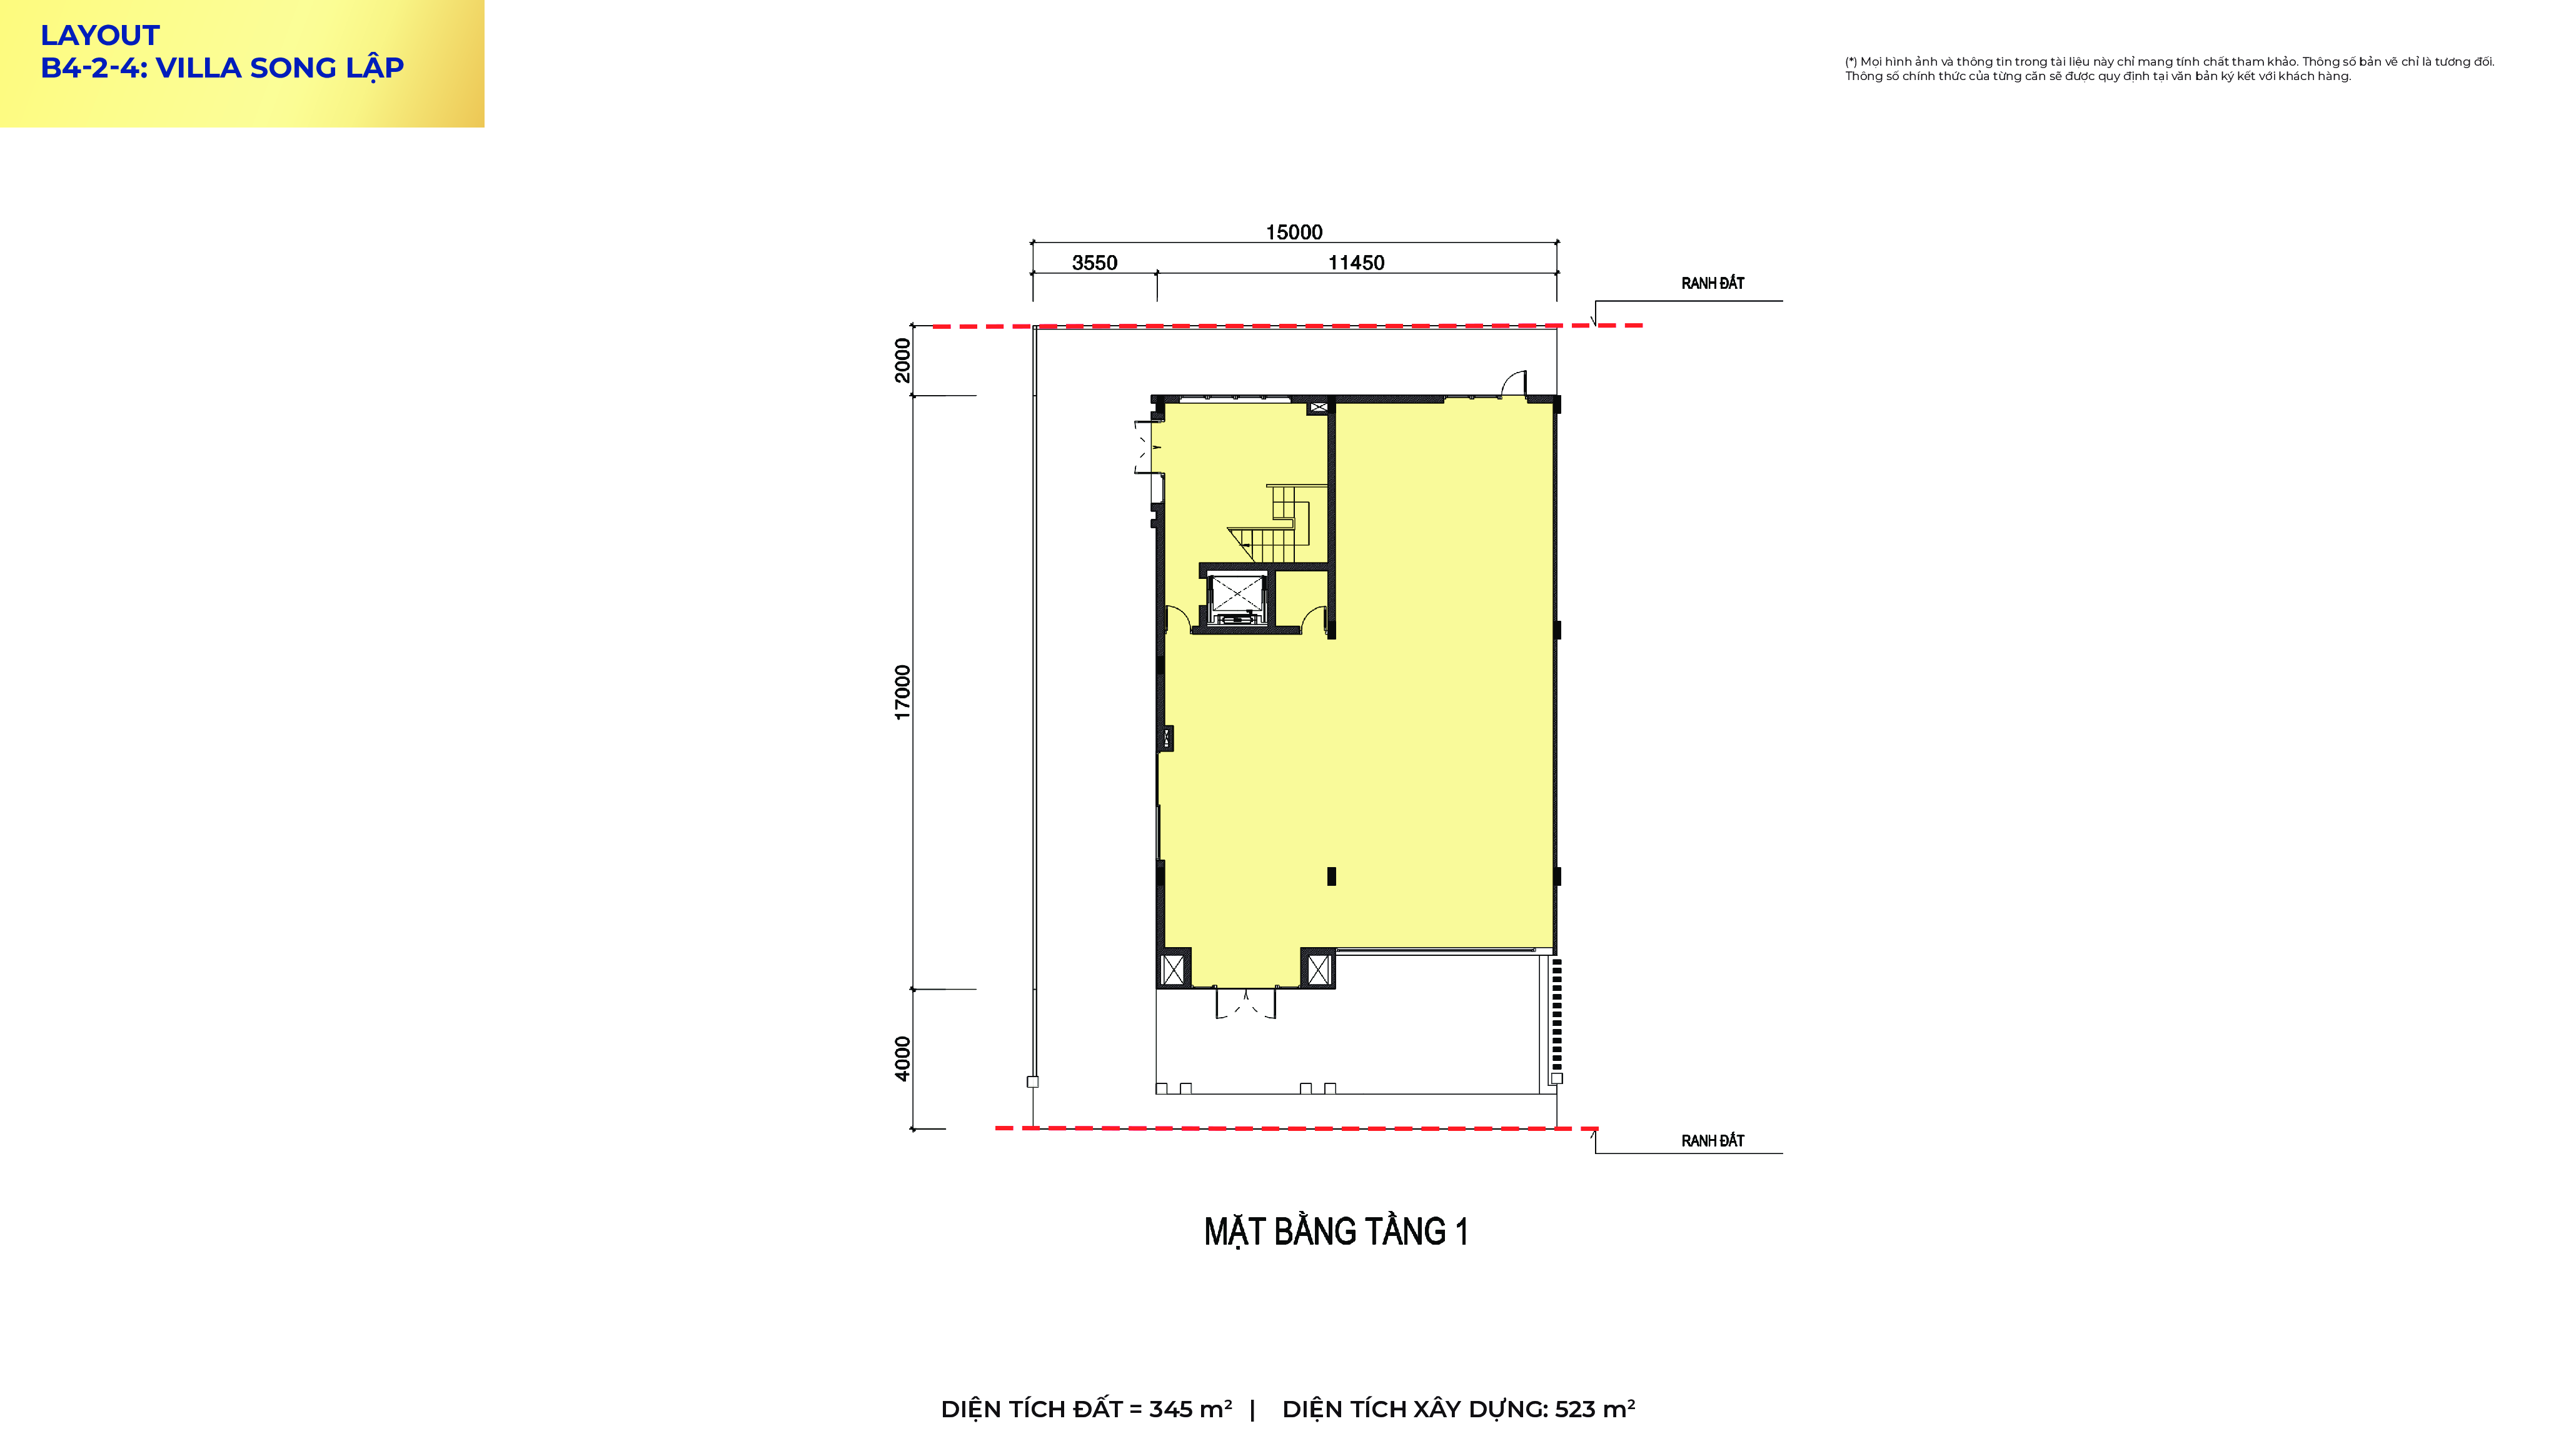 LAYOUT
B4-2-4: VILLA SONG LẬP
(*) Mọi hình ảnh và thông tin trong tài liệu này chỉ mang tính chất tham khảo. Thông số bản vẽ chỉ là tương đối.
Thông số chính thức của từng căn sẽ được quy định tại văn bản ký kết với khách hàng.
15000
3550
11450
RANH ĐẤT
2000
17000
4000
RANH ĐẤT
MẶT BẰNG TẦNG 1
DIỆN TÍCH ĐẤT = 345 m² | DIỆN TÍCH XÂY DỰNG: 523 m²